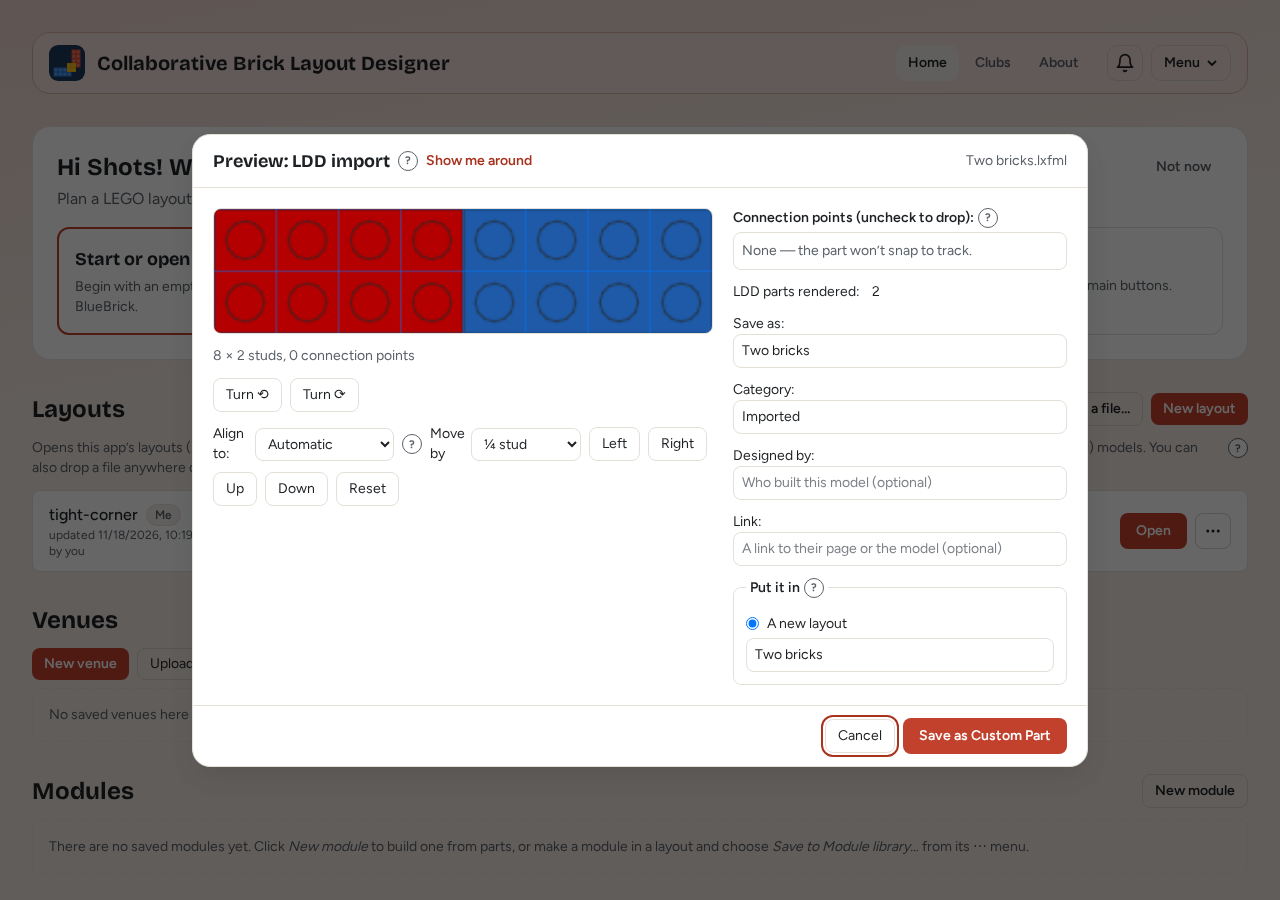 Collaborative Brick Layout Designer
Home
Clubs
About
Menu
Hi Shots! W
Not now
Plan a LEGO layout
Start or open
Begin with an empt
BlueBrick.
main buttons.
Preview: LDD import
?
Show me around
Two bricks.lxfml
8 × 2 studs, 0 connection points
Turn ⟲
Turn ⟳
Align to:
Automatic
?
Move by
¼ stud
Left
Right
Up
Down
Reset
Connection points (uncheck to drop):
?
None — the part won't snap to track.
LDD parts rendered: 2
Save as:
Two bricks
Category:
Imported
Designed by:
Who built this model (optional)
Link:
A link to their page or the model (optional)
Put it in
?
A new layout
Two bricks
Cancel
Save as Custom Part
Layouts
a file...
New layout
Opens this app's layouts (
) models. You can
?
also drop a file anywhere
tight-corner
Me
updated 11/18/2026, 10:19
by you
Open
...
Venues
New venue
Upload
No saved venues here
Modules
New module
There are no saved modules yet. Click New module to build one from parts, or make a module in a layout and choose Save to Module library... from its ··· menu.